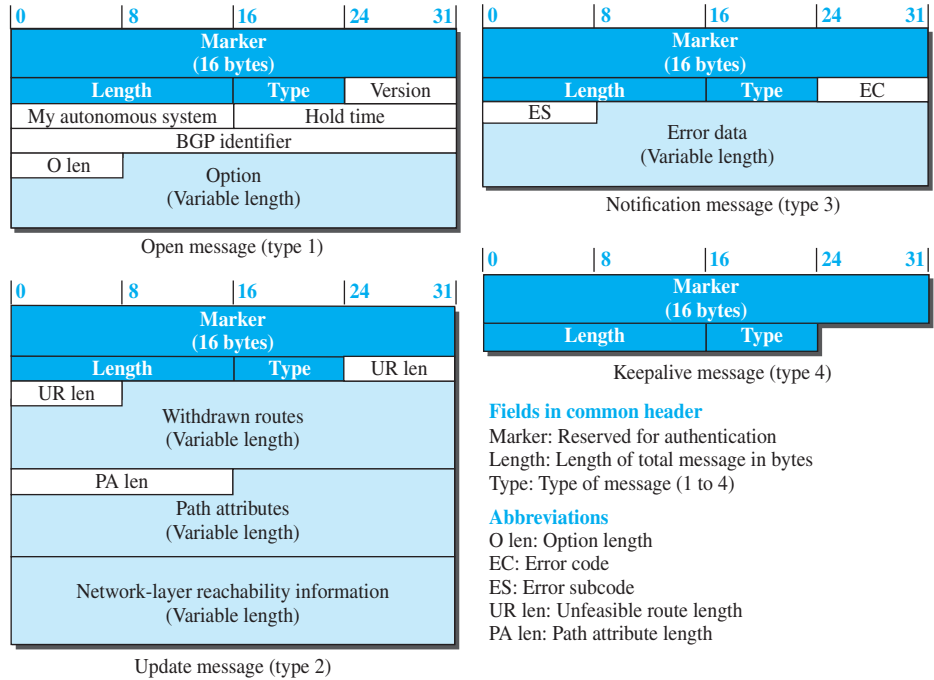 0 8 16 24 31
Marker
(16 bytes)
Length Type Version
My autonomous system Hold time
BGP identifier
O len
Option
(Variable length)
Open message (type 1)
0 8 16 24 31
Marker
(16 bytes)
Length Type UR len
UR len
Withdrawn routes
(Variable length)
PA len
Path attributes
(Variable length)
Network-layer reachability information
(Variable length)
Update message (type 2)
0 8 16 24 31
Marker
(16 bytes)
Length Type EC
ES
Error data
(Variable length)
Notification message (type 3)
0 8 16 24 31
Marker
(16 bytes)
Length Type
Keepalive message (type 4)
Fields in common header
Marker: Reserved for authentication
Length: Length of total message in bytes
Type: Type of message (1 to 4)
Abbreviations
O len: Option length
EC: Error code
ES: Error subcode
UR len: Unfeasible route length
PA len: Path attribute length